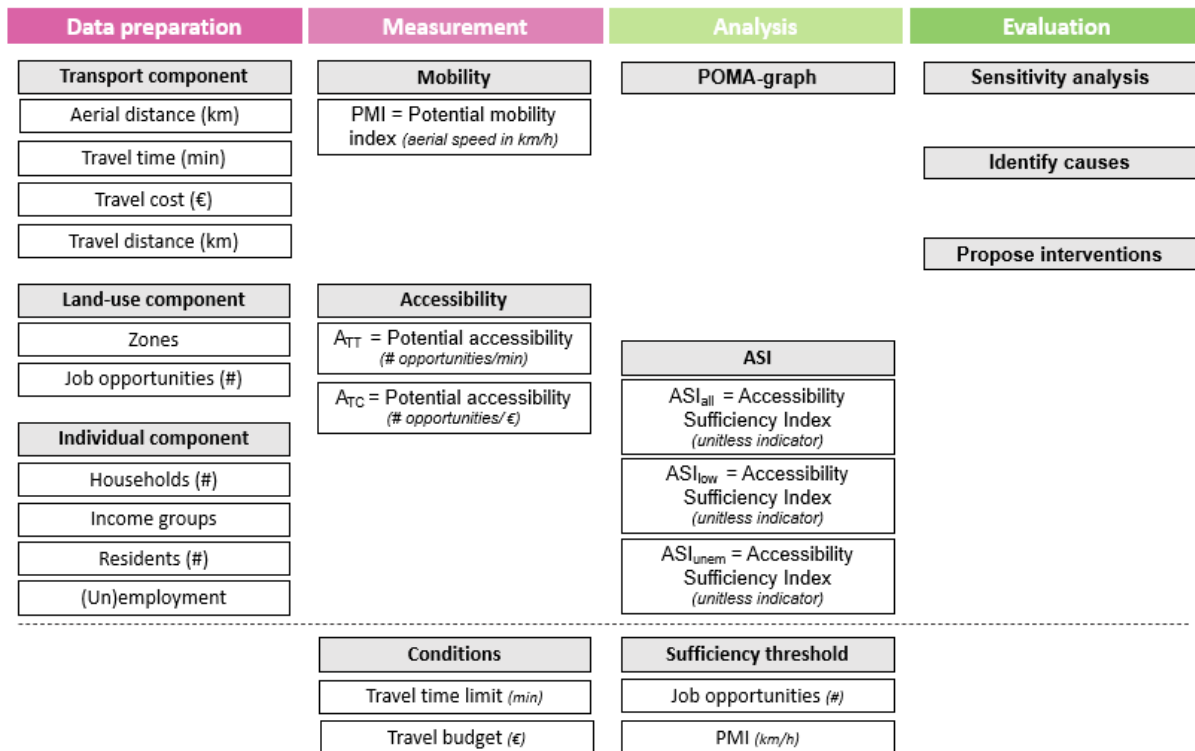 Data preparation
Transport component
Aerial distance (km)
Travel time (min)
Travel cost (€)
Travel distance (km)
Land-use component
Zones
Job opportunities (#)
Individual component
Households (#)
Income groups
Residents (#)
(Un)employment
Measurement
Mobility
PMI = Potential mobility
index (aerial speed in km/h)
Accessibility
ATT = Potential accessibility
(# opportunities/min)
ATC = Potential accessibility
(# opportunities/ €)
Conditions
Travel time limit (min)
Travel budget (€)
Analysis
POMA-graph
ASI
ASIall = Accessibility
Sufficiency Index
(unitless indicator)
ASIlow = Accessibility
Sufficiency Index
(unitless indicator)
ASIunem = Accessibility
Sufficiency Index
(unitless indicator)
Sufficiency threshold
Job opportunities (#)
PMI (km/h)
Evaluation
Sensitivity analysis
Identify causes
Propose interventions